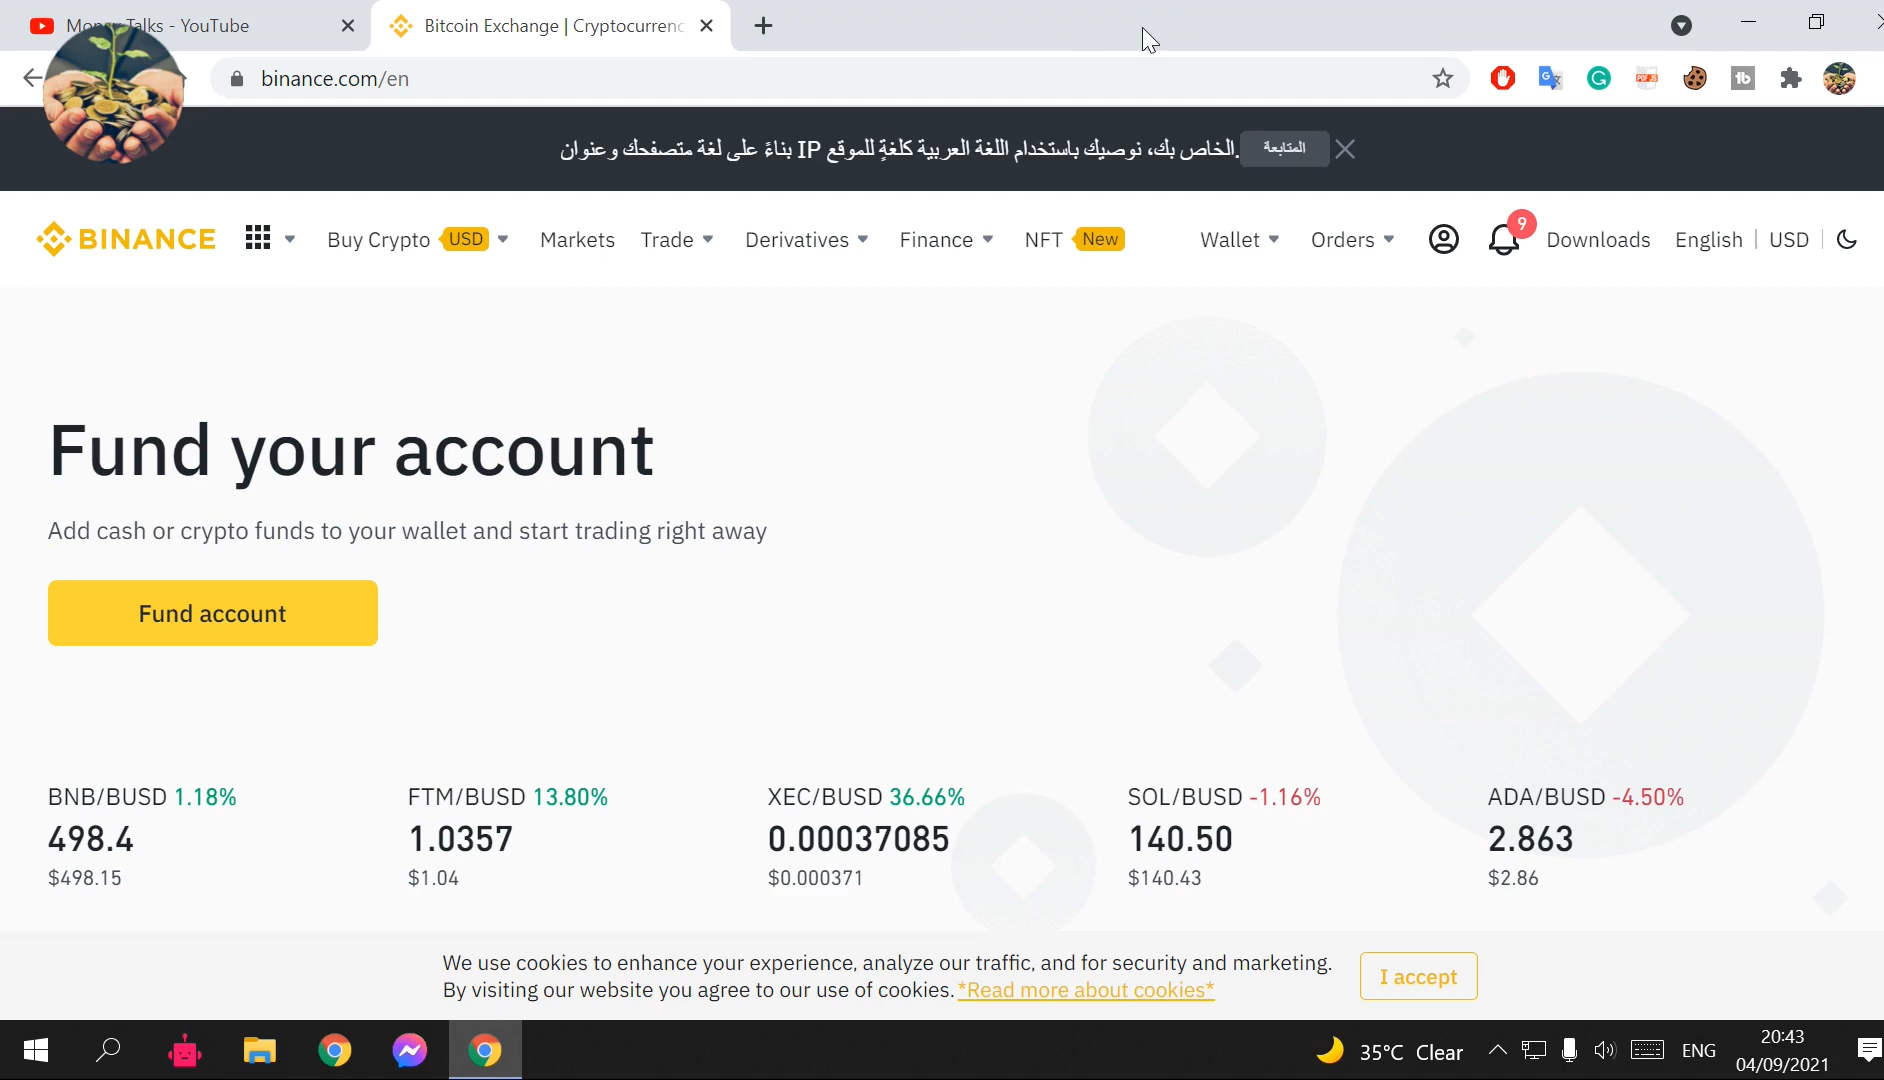 Talks - YouTube
Bitcoin Exchange | Cryptocurrenc
binance.com/en
الخاص بك، نوصيك باستخدام اللغة العربية كلغةٍ للموقع IP بناءً على لغة متصفحك وعنوان.
المتابعة
BINANCE
Buy Crypto USD
Markets
Trade
Derivatives
Finance
NFT New
Wallet
Orders
9
Downloads
English
USD
Fund your account
Add cash or crypto funds to your wallet and start trading right away
Fund account
BNB/BUSD 1.18%
498.4
$498.15
FTM/BUSD 13.80%
1.0357
$1.04
XEC/BUSD 36.66%
0.00037085
$0.000371
SOL/BUSD -1.16%
140.50
$140.43
ADA/BUSD -4.50%
2.863
$2.86
We use cookies to enhance your experience, analyze our traffic, and for security and marketing.
By visiting our website you agree to our use of cookies. *Read more about cookies*
I accept
35°C Clear
ENG
20:43
04/09/2021